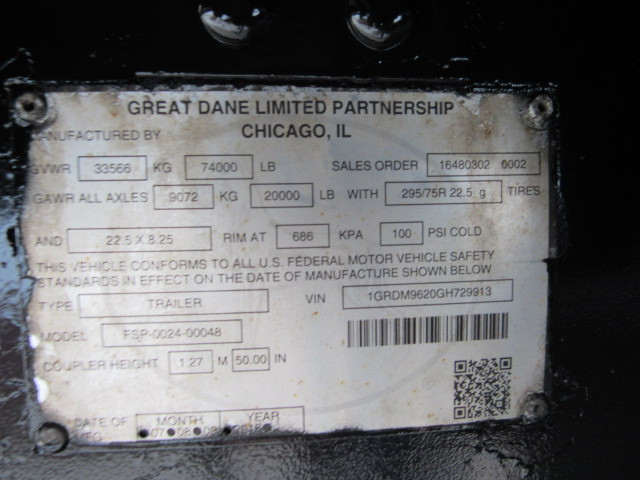 GREAT DANE LIMITED PARTNERSHIP
MANUFACTURED BY CHICAGO, IL
GVWR 33566 KG 74000 LB SALES ORDER 16480302 0002
GAWR ALL AXLES 9072 KG 20000 LB WITH 295/75R 22.5 g TIRES
AND 22.5 X 8.25 RIM AT 686 KPA 100 PSI COLD
THIS VEHICLE CONFORMS TO ALL U.S. FEDERAL MOTOR VEHICLE SAFETY
STANDARDS IN EFFECT ON THE DATE OF MANUFACTURE SHOWN BELOW
TYPE TRAILER VIN 1GRDM9620GH729913
MODEL FSP-0024-00048
COUPLER HEIGHT 1.27 M 50.00 IN
DATE OF MONTH YEAR
MFG. 07 08